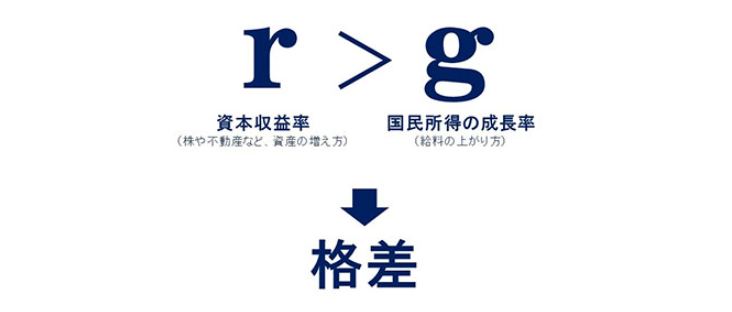 r > g
資本収益率 国民所得の成長率
(株や不動産など、資産の増え方) (給料の上がり方)
格差